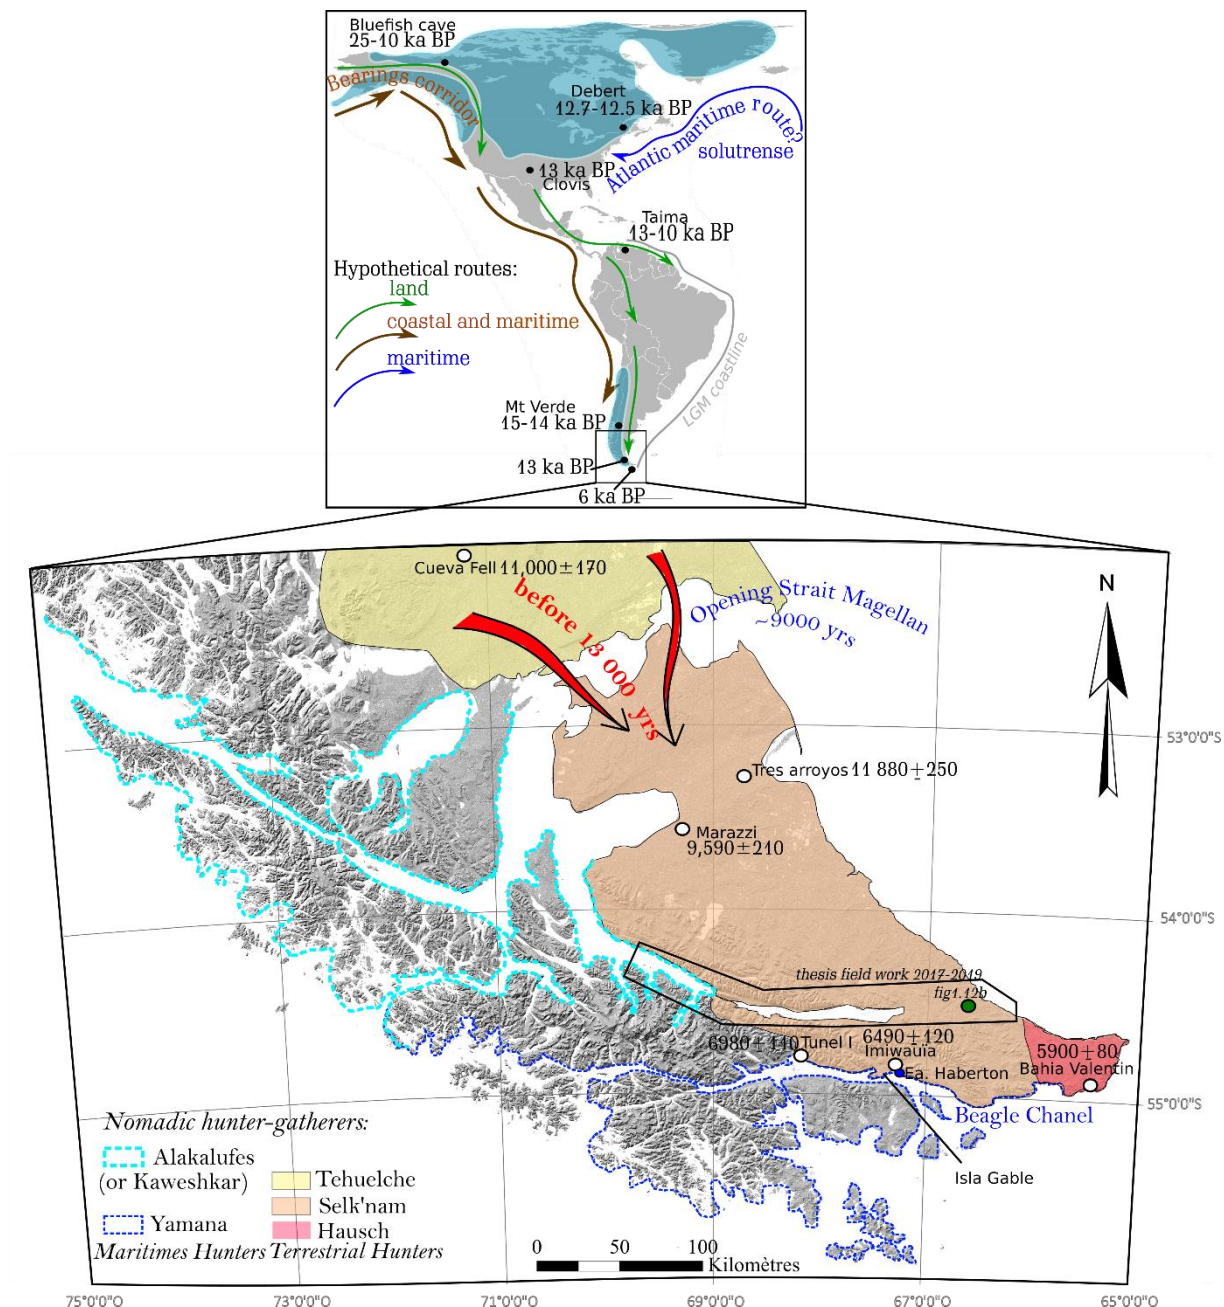 Bluefish cave
25-10 ka BP
Bearings corridor
Debert
12.7-12.5 ka BP
Atlantic maritime route?
solutrense
13 ka BP
Clovis
Taima
13-10 ka BP
Hypothetical routes:
land
coastal and maritime
maritime
LGM coastline
Mt Verde
15-14 ka BP
13 ka BP
6 ka BP
Cueva Fell 11,000±170
before 13 000 yrs
Opening Strait Magellan
~9000 yrs
N
53°0'0"S
Tres arroyos 11 880±250
Marazzi
9,590±210
54°0'0"S
thesis field work 2017-2019
fig1.12b
6980±110 Tunel I
6490±120
Imiwauïa
Ea. Haberton
5900±80
Bahia Valentin
55°0'0"S
Beagle Chanel
Isla Gable
Nomadic hunter-gatherers:
Alakalufes
(or Kaweshkar)
Tehuelche
Selk'nam
Yamana
Hausch
Maritimes Hunters Terrestrial Hunters
0 50 100
Kilomètres
75°0'0"O 73°0'0"O 71°0'0"O 69°0'0"O 67°0'0"O 65°0'0"O